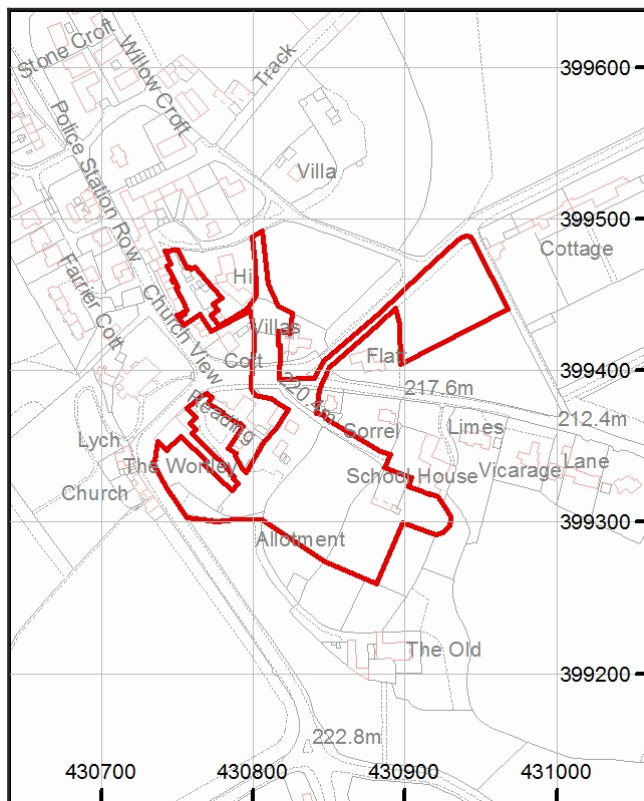 Stone Croft
Willow Croft
Track
399600
Police Station Row
Villa
399500
Cottage
Farrier Cott
Hi
Church View
Villas
Cott
Flat
399400
220.4m
217.6m
212.4m
Reading
Sorrel
Limes
Lych
The Wortley
School House
Vicarage
Lane
Church
399300
Allotment
The Old
399200
222.8m
430700
430800
430900
431000